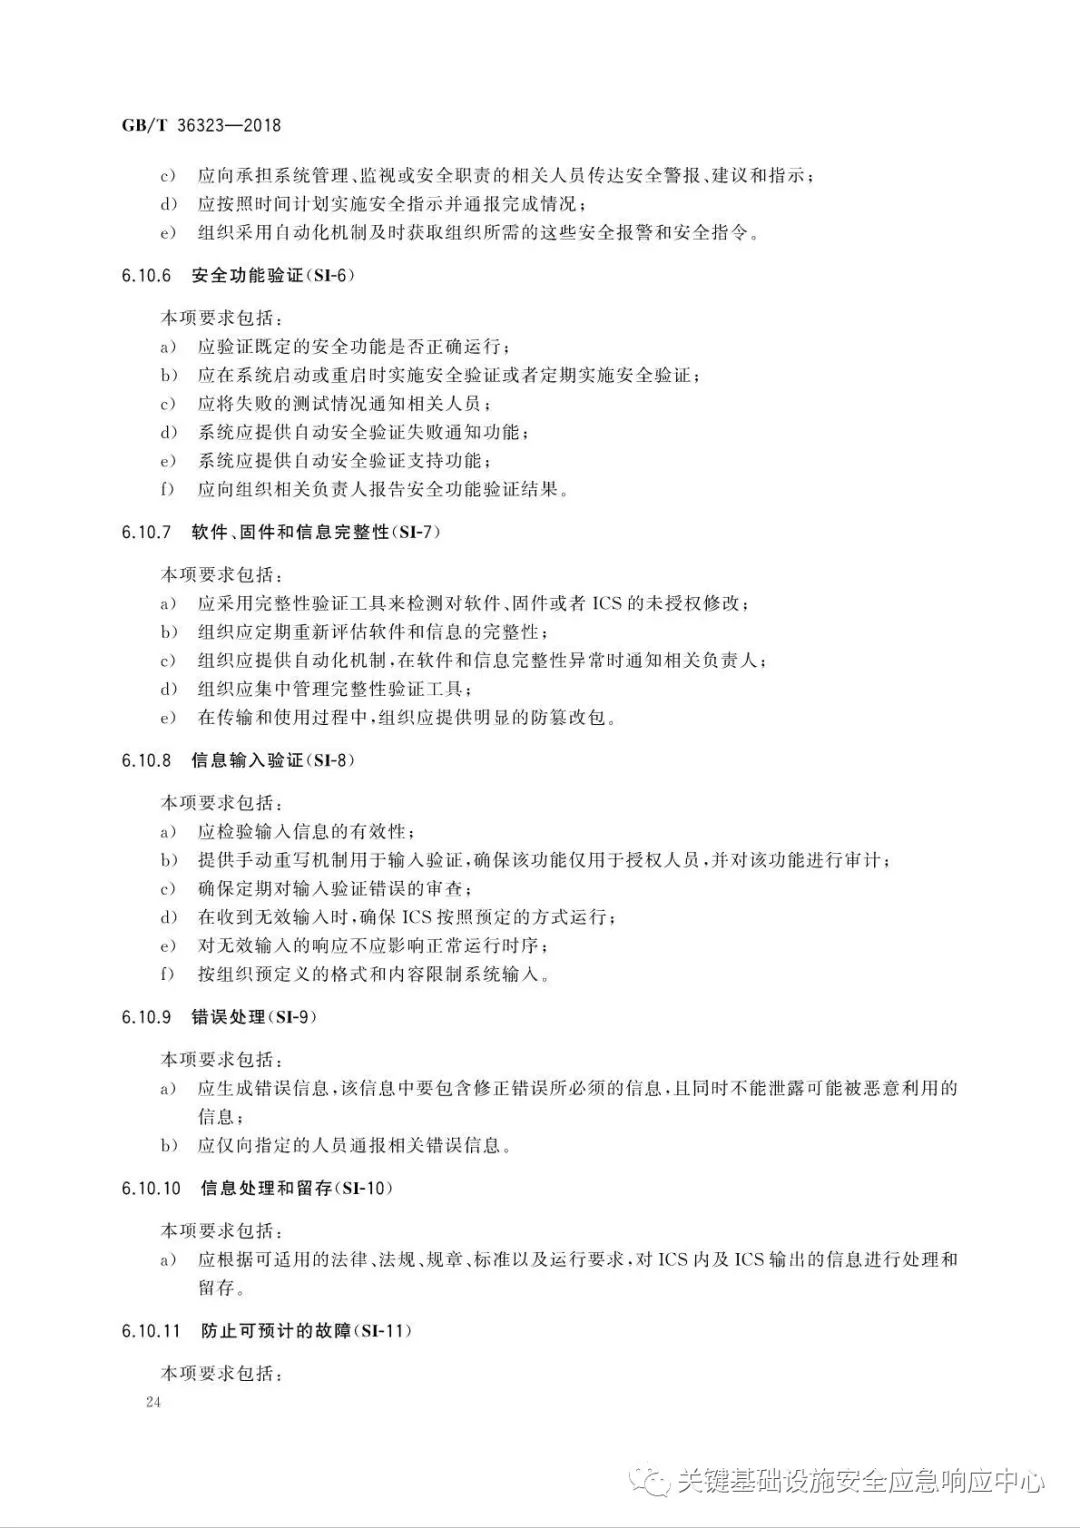 GB/T 36323—2018
c) 应向承担系统管理、监视或安全职责的相关人员传达安全警报、建议和指示；
d) 应按照时间计划实施安全指示并通报完成情况；
e) 组织采用自动化机制及时获取组织所需的这些安全报警和安全指令。
6.10.6 安全功能验证(SI-6)
本项要求包括：
a) 应验证既定的安全功能是否正确运行；
b) 应在系统启动或重启时实施安全验证或者定期实施安全验证；
c) 应将失败的测试情况通知相关人员；
d) 系统应提供自动安全验证失败通知功能；
e) 系统应提供自动安全验证支持功能；
f) 应向组织相关负责人报告安全功能验证结果。
6.10.7 软件、固件和信息完整性(SI-7)
本项要求包括：
a) 应采用完整性验证工具来检测对软件、固件或者 ICS 的未授权修改；
b) 组织应定期重新评估软件和信息的完整性；
c) 组织应提供自动化机制，在软件和信息完整性异常时通知相关负责人；
d) 组织应集中管理完整性验证工具；
e) 在传输和使用过程中，组织应提供明显的防篡改包。
6.10.8 信息输入验证(SI-8)
本项要求包括：
a) 应检验输入信息的有效性；
b) 提供手动重写机制用于输入验证，确保该功能仅用于授权人员，并对该功能进行审计；
c) 确保定期对输入验证错误的审查；
d) 在收到无效输入时，确保 ICS 按照预定的方式运行；
e) 对无效输入的响应不应影响正常运行时序；
f) 按组织预定义的格式和内容限制系统输入。
6.10.9 错误处理(SI-9)
本项要求包括：
a) 应生成错误信息，该信息中要包含修正错误所必须的信息，且同时不能泄露可能被恶意利用的
信息；
b) 应仅向指定的人员通报相关错误信息。
6.10.10 信息处理和留存(SI-10)
本项要求包括：
a) 应根据可适用的法律、法规、规章、标准以及运行要求，对 ICS 内及 ICS 输出的信息进行处理和
留存。
6.10.11 防止可预计的故障(SI-11)
本项要求包括：
24
关键基础设施安全应急响应中心